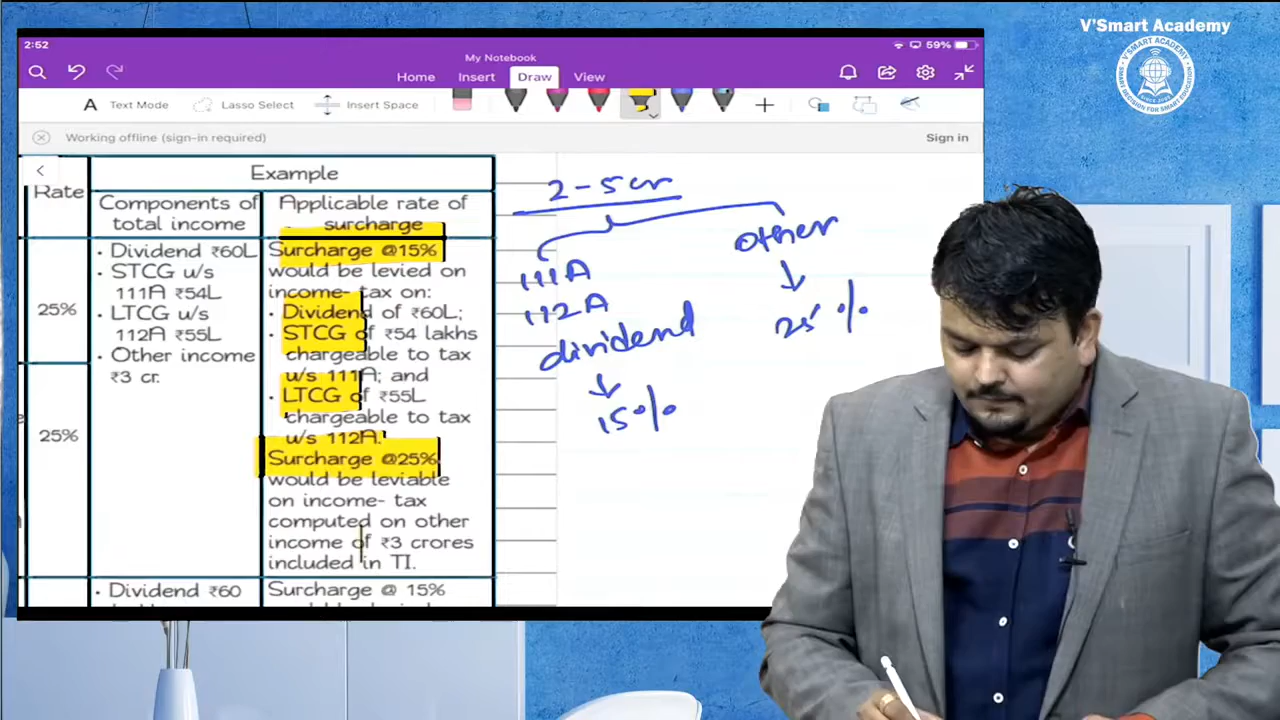 V'Smart Academy
V'SMART ACADEMY
2:52
59%
My Notebook
Home
Insert
Draw
View
A
Text Mode
Lasso Select
Insert Space
Working offline (sign-in required)
Sign in
Rate
Example
Components of
total income
Applicable rate of
surcharge
25%
25%
• Dividend ₹60L
• STCG u/s
111A ₹54L
• LTCG u/s
112A ₹55L
• Other income
₹3 cr.
Surcharge @15%
would be levied on
income- tax on:
• Dividend of ₹60L;
• STCG of ₹54 lakhs
chargeable to tax
u/s 111A; and
• LTCG of ₹55L
chargeable to tax
u/s 112A.
Surcharge @25%
would be leviable
on income- tax
computed on other
income of ₹3 crores
included in TI.
• Dividend ₹60
Surcharge @ 15%
2-5 cr
111A
112A
dividend
15%
other
25%